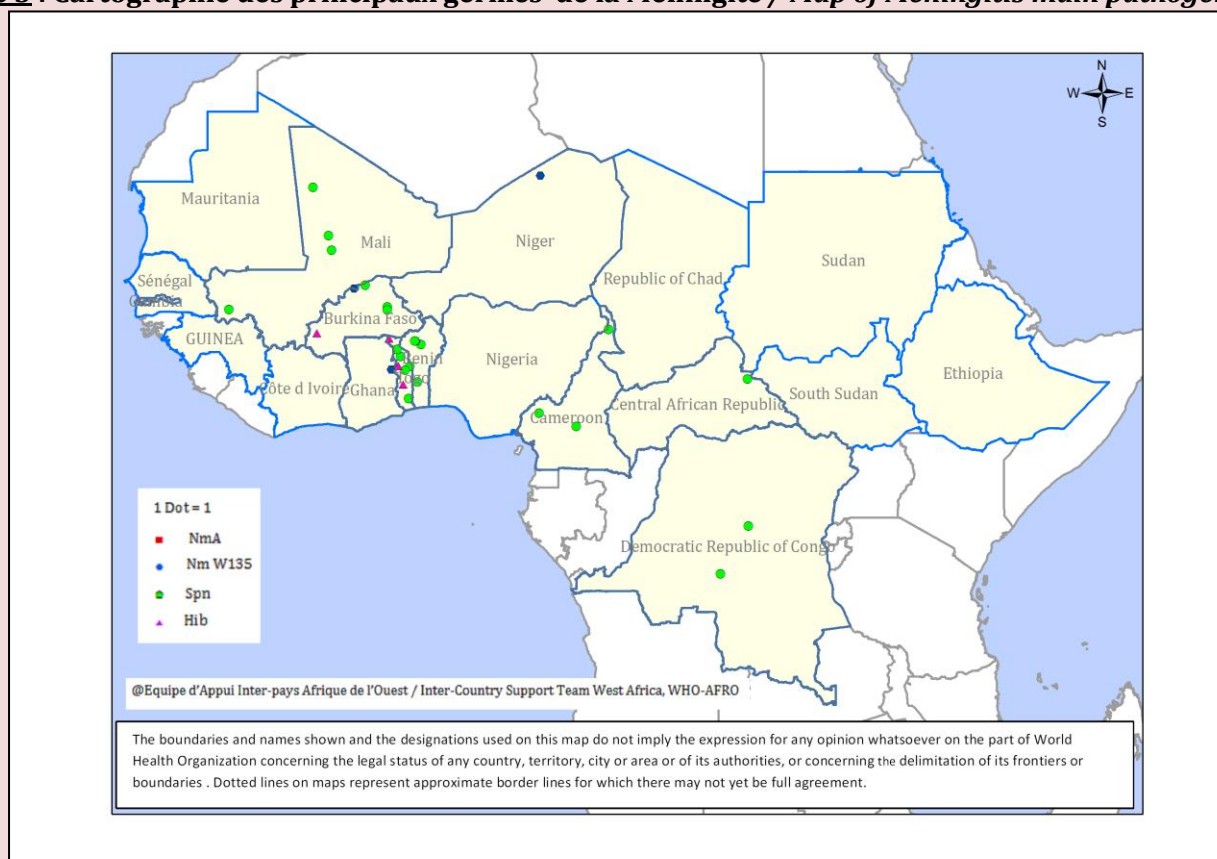 : Cartographie des principaux germes de la Méningite / Map of Meningitis main pathoge
N
W E
S
Mauritania
Mali
Niger
Sudan
Republic of Chad
Sénégal
Gambia
Burkina Faso
GUINEA
Nigeria
Benin
Togo
Ethiopia
Côte d Ivoire
Ghana
South Sudan
Central African Republic
Cameroon
Democratic Republic of Congo
1 Dot = 1
NmA
Nm W135
Spn
Hib
@Equipe d'Appui Inter-pays Afrique de l'Ouest / Inter-Country Support Team West Africa, WHO-AFRO
The boundaries and names shown and the designations used on this map do not imply the expression for any opinion whatsoever on the part of World
Health Organization concerning the legal status of any country, territory, city or area or of its authorities, or concerning the delimitation of its frontiers or
boundaries . Dotted lines on maps represent approximate border lines for which there may not yet be full agreement.